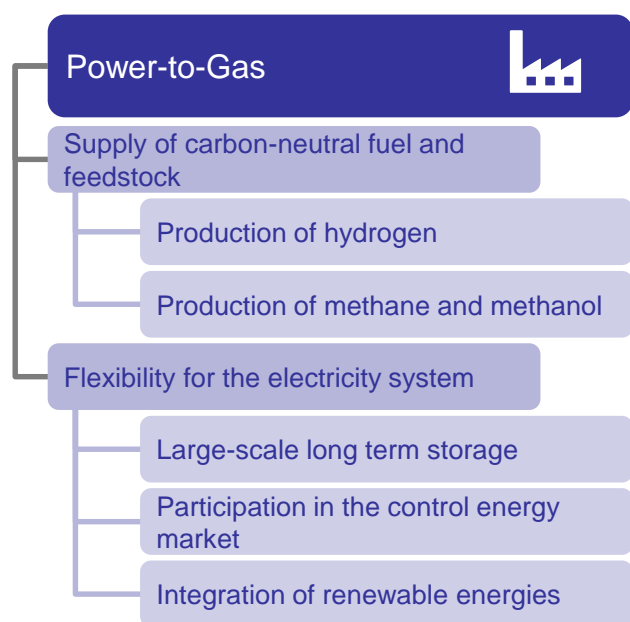 Power-to-Gas
Supply of carbon-neutral fuel and
feedstock
Production of hydrogen
Production of methane and methanol
Flexibility for the electricity system
Large-scale long term storage
Participation in the control energy
market
Integration of renewable energies